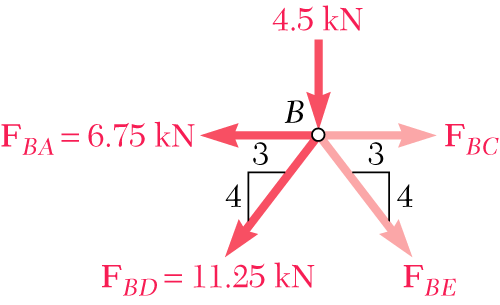 4.5 kN
B
F_BA = 6.75 kN
F_BC
3
3
4
4
F_BD = 11.25 kN
F_BE